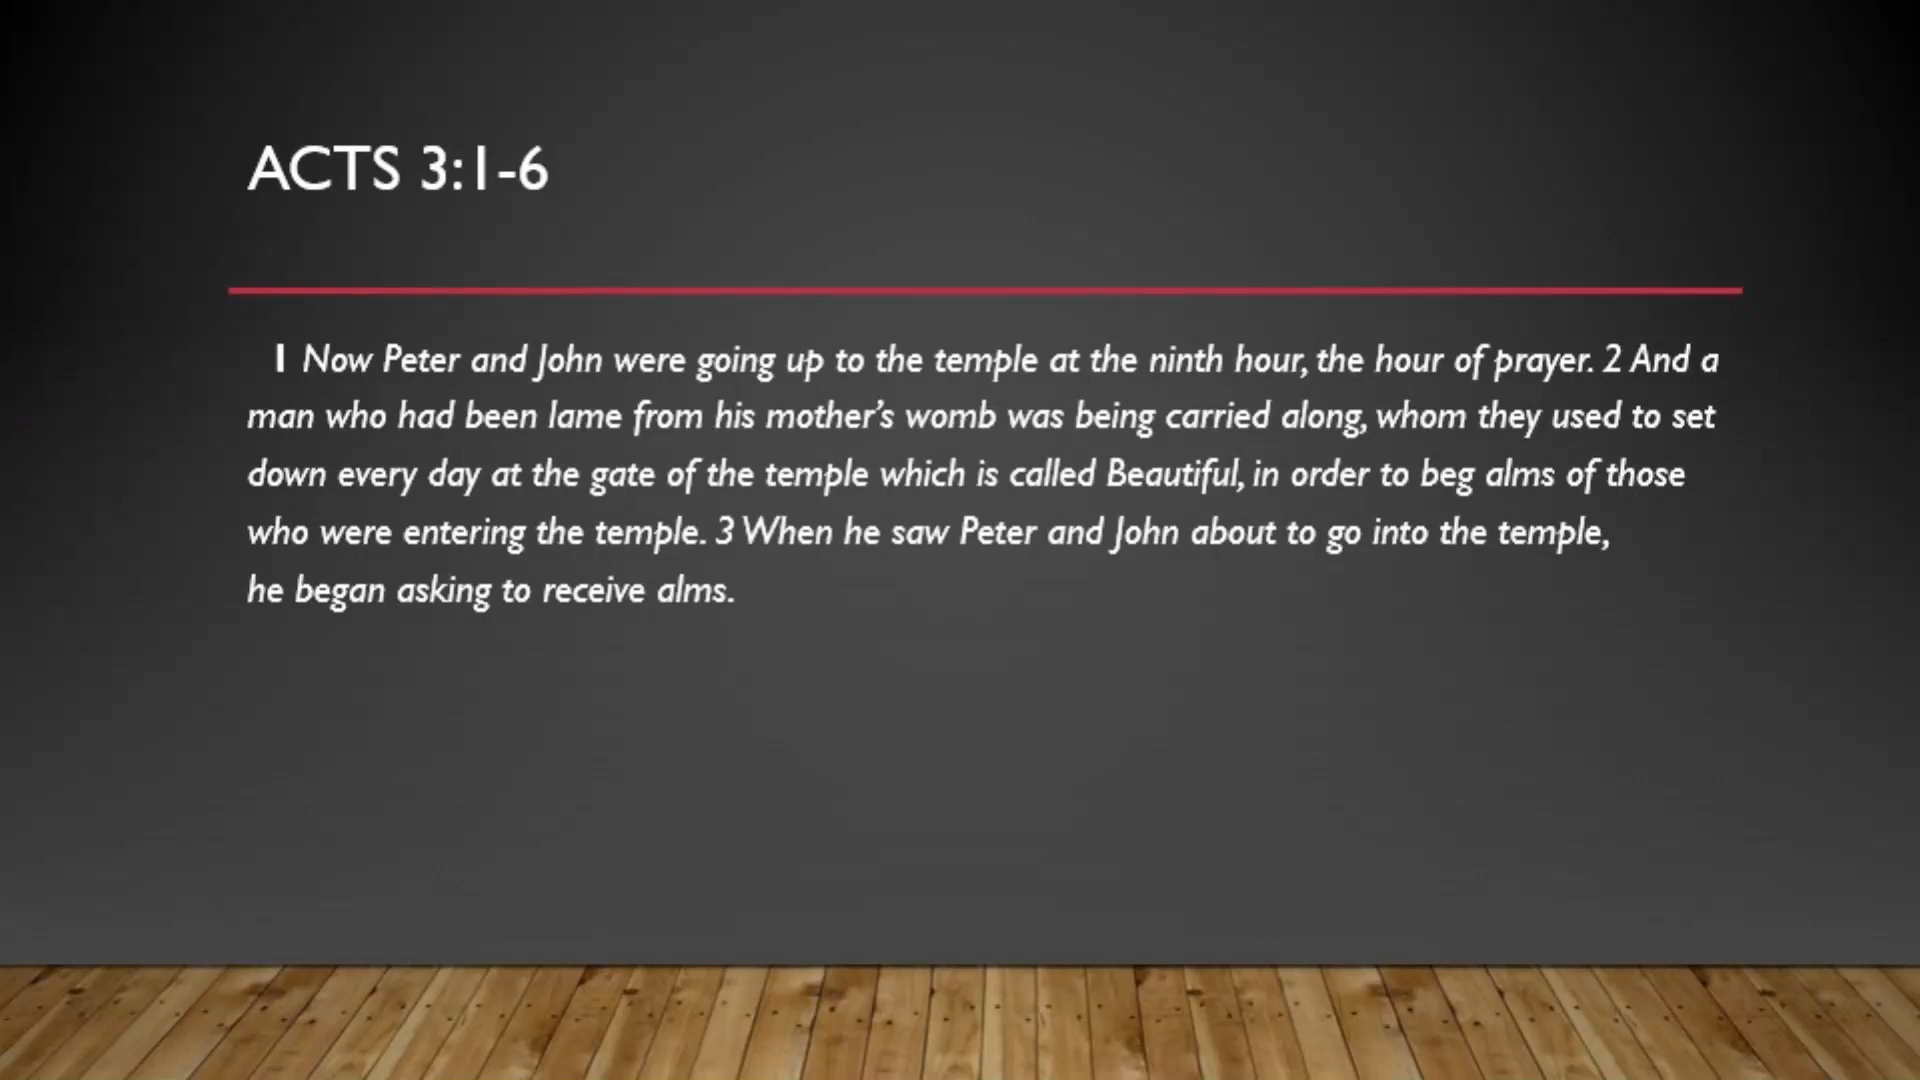 ACTS 3:1-6
1 Now Peter and John were going up to the temple at the ninth hour, the hour of prayer. 2 And a
man who had been lame from his mother’s womb was being carried along, whom they used to set
down every day at the gate of the temple which is called Beautiful, in order to beg alms of those
who were entering the temple. 3 When he saw Peter and John about to go into the temple,
he began asking to receive alms.